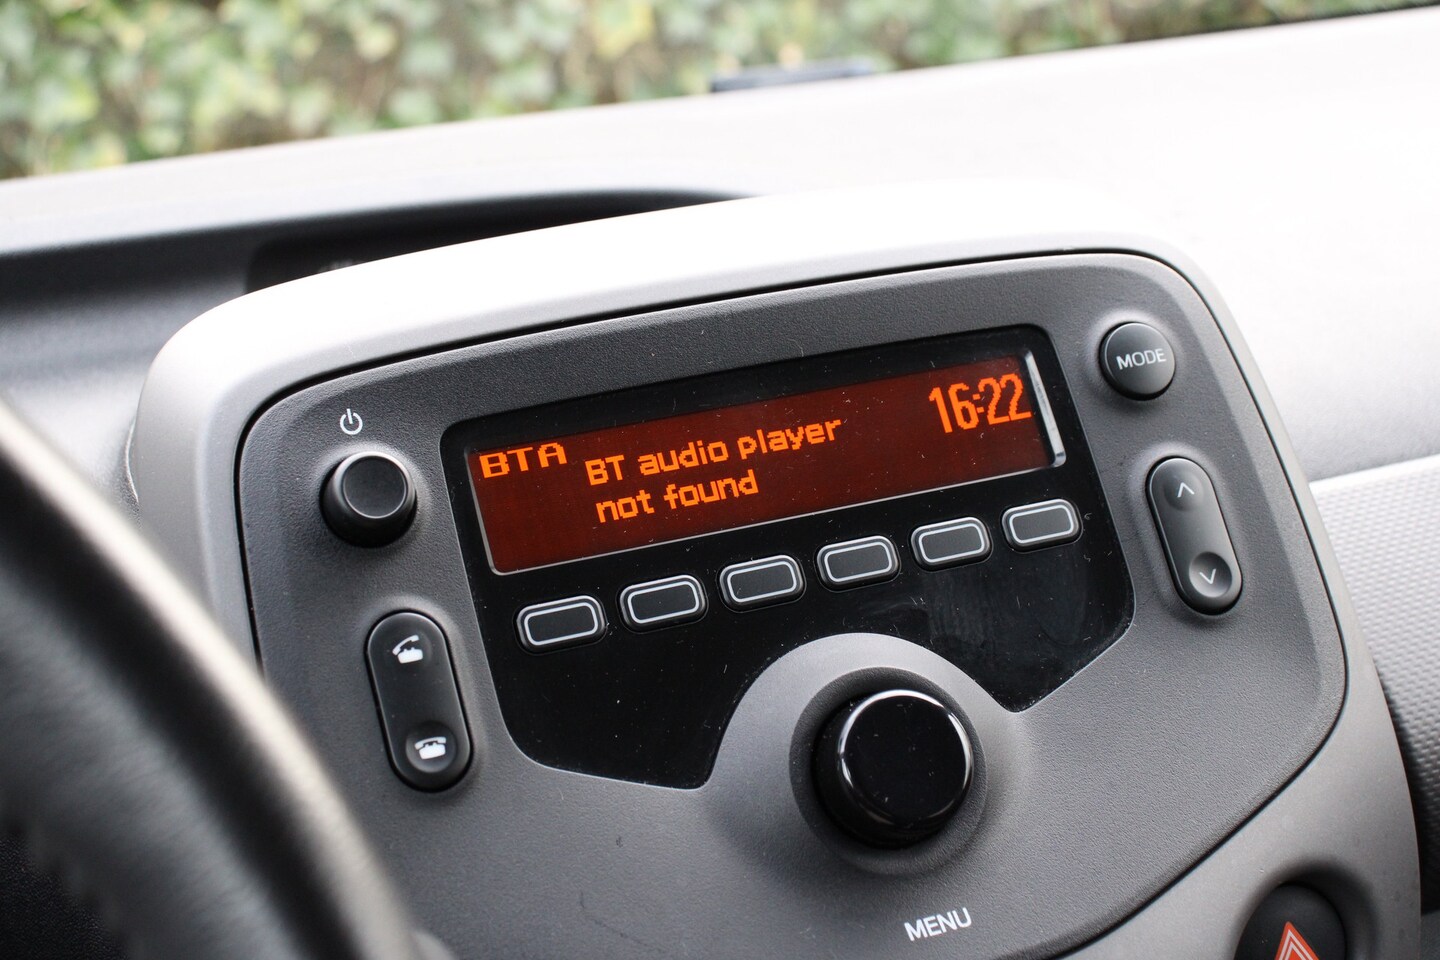 BTA
BT audio player
not found
16:22
MODE
MENU